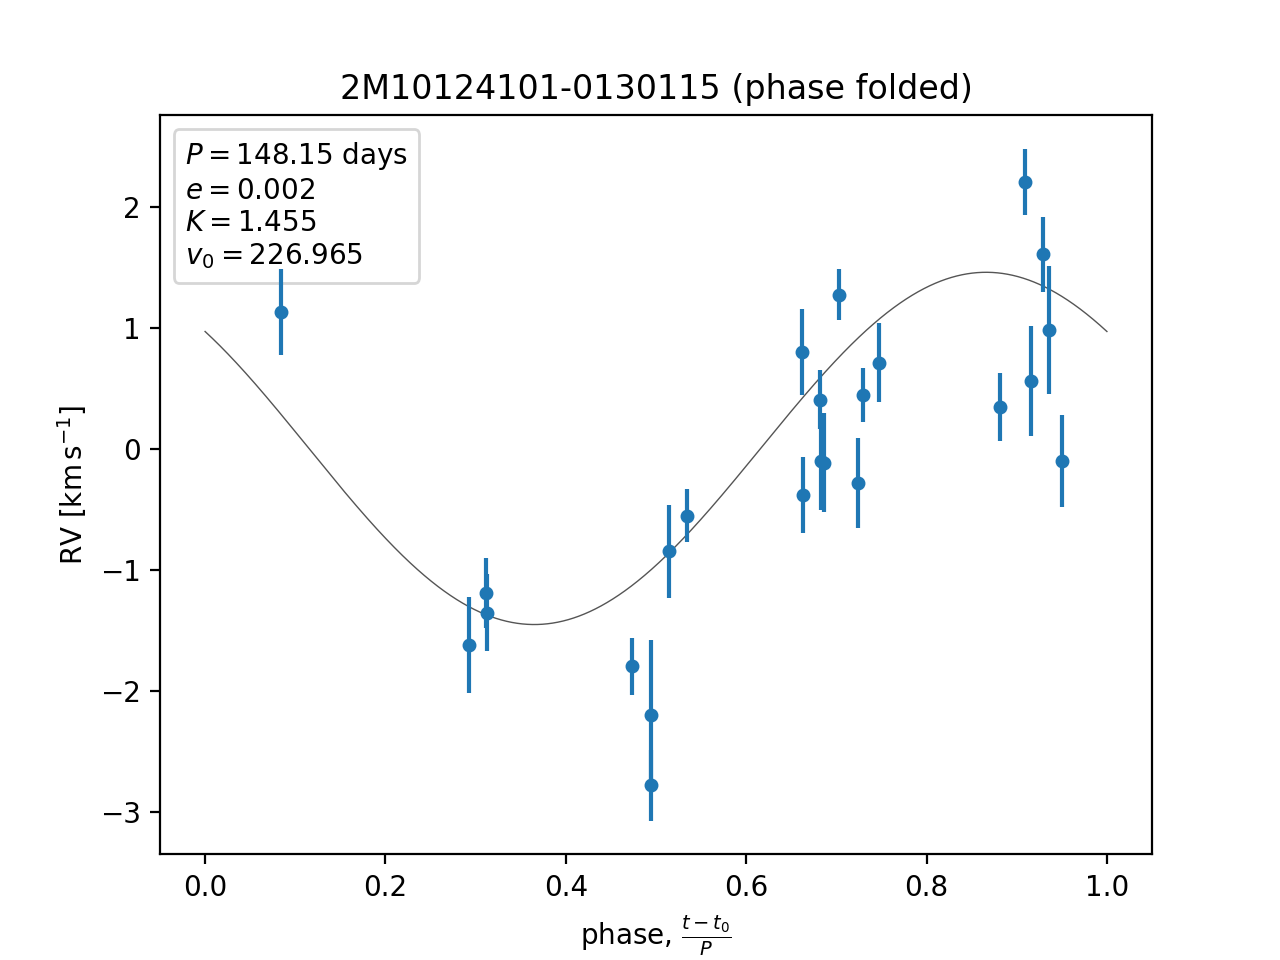 2M10124101-0130115 (phase folded)
P = 148.15 days
e = 0.002
K = 1.455
v₀ = 226.965
2
1
0
−1
−2
−3
RV [km s⁻¹]
0.0 0.2 0.4 0.6 0.8 1.0
phase, (t − t₀)/P